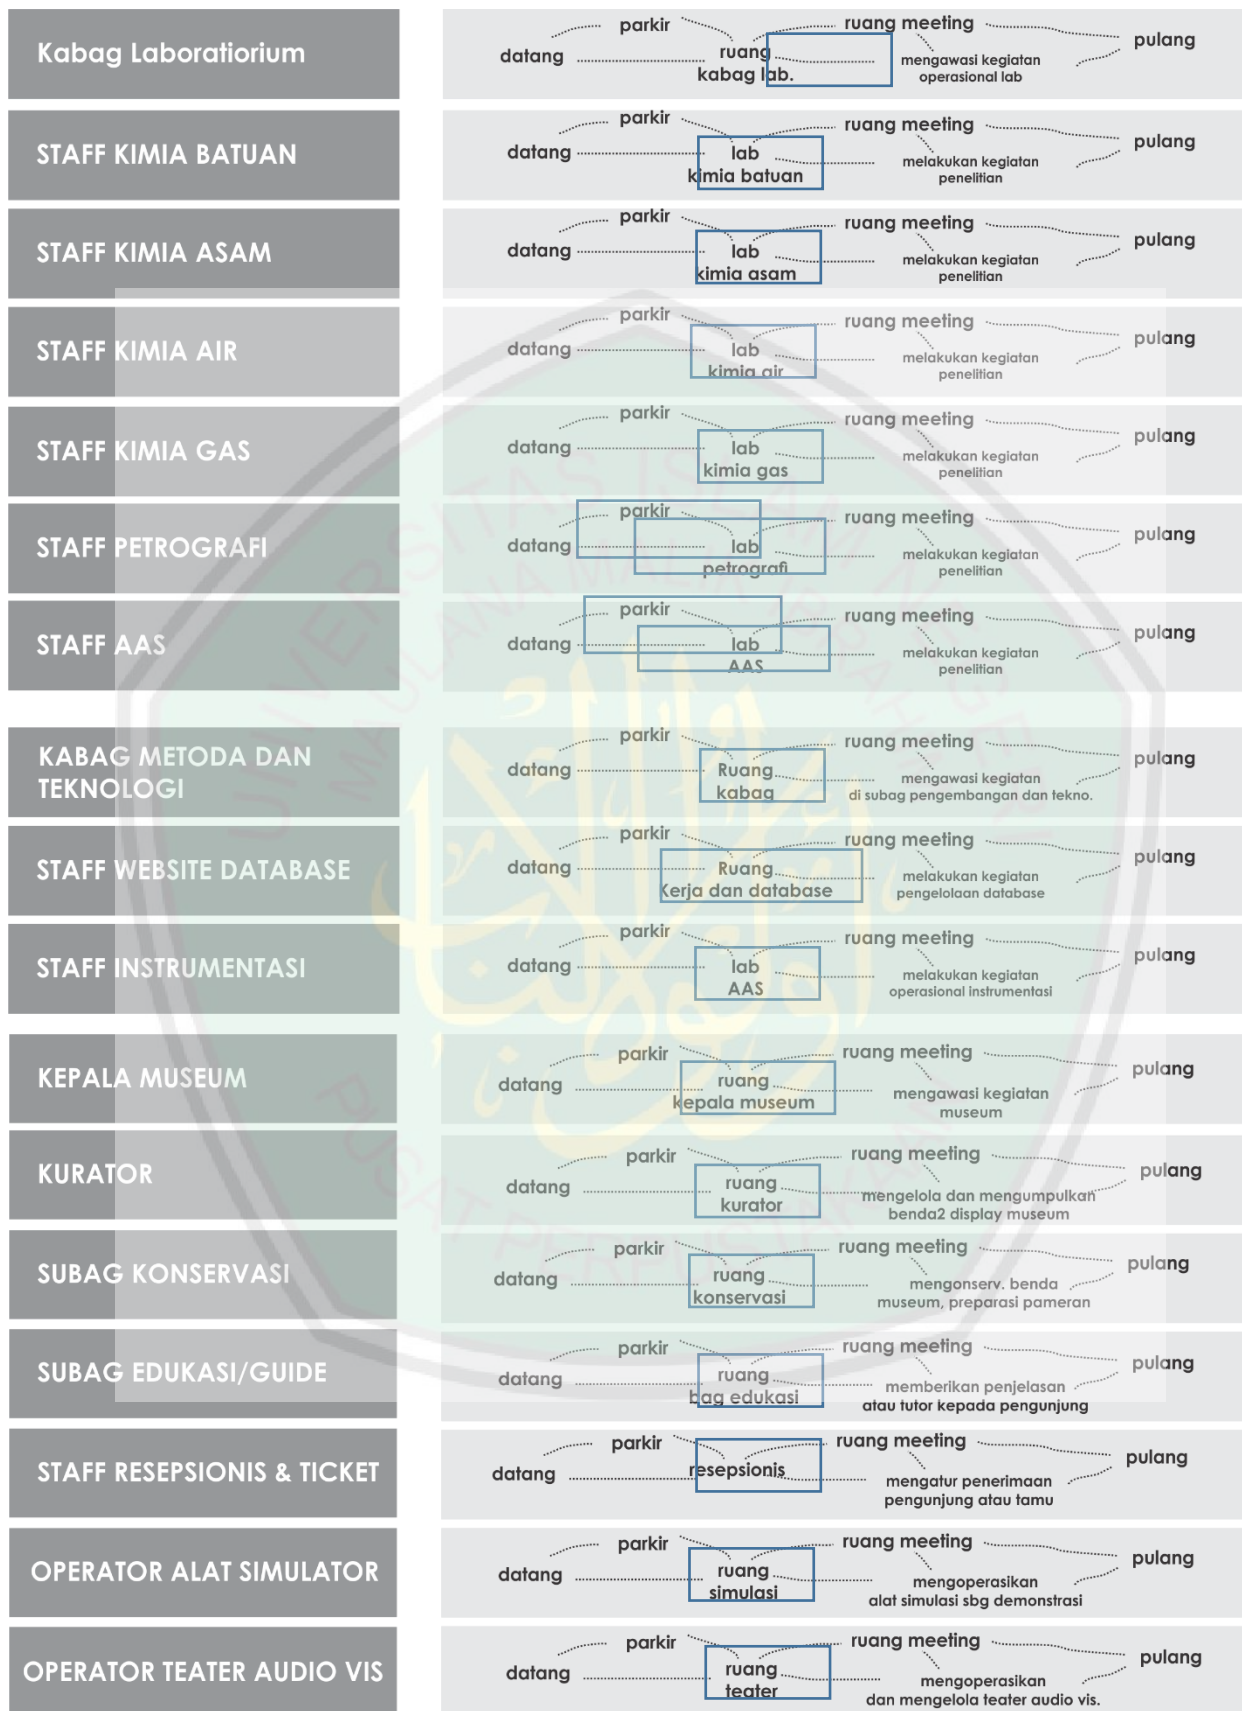 Kabag Laboratiorium
datang
parkir
ruang
kabag lab.
ruang meeting
mengawasi kegiatan
operasional lab
pulang
STAFF KIMIA BATUAN
datang
parkir
lab
kimia batuan
ruang meeting
melakukan kegiatan
penelitian
pulang
STAFF KIMIA ASAM
datang
parkir
lab
kimia asam
ruang meeting
melakukan kegiatan
penelitian
pulang
STAFF KIMIA AIR
datang
parkir
lab
kimia air
ruang meeting
melakukan kegiatan
penelitian
pulang
STAFF KIMIA GAS
datang
parkir
lab
kimia gas
ruang meeting
melakukan kegiatan
penelitian
pulang
STAFF PETROGRAFI
datang
parkir
lab
petrografi
ruang meeting
melakukan kegiatan
penelitian
pulang
STAFF AAS
datang
parkir
lab
AAS
ruang meeting
melakukan kegiatan
penelitian
pulang
KABAG METODA DAN
TEKNOLOGI
datang
parkir
Ruang
kabag
ruang meeting
mengawasi kegiatan
di subag pengembangan dan tekno.
pulang
STAFF WEBSITE DATABASE
datang
parkir
Ruang
Kerja dan database
ruang meeting
melakukan kegiatan
pengelolaan database
pulang
STAFF INSTRUMENTASI
datang
parkir
lab
AAS
ruang meeting
melakukan kegiatan
operasional instrumentasi
pulang
KEPALA MUSEUM
datang
parkir
ruang
kepala museum
ruang meeting
mengawasi kegiatan
museum
pulang
KURATOR
datang
parkir
ruang
kurator
ruang meeting
mengelola dan mengumpulkan
benda2 display museum
pulang
SUBAG KONSERVASI
datang
parkir
ruang
konservasi
ruang meeting
mengonserv. benda
museum, preparasi pameran
pulang
SUBAG EDUKASI/GUIDE
datang
parkir
ruang
bag edukasi
ruang meeting
memberikan penjelasan
atau tutor kepada pengunjung
pulang
STAFF RESEPSIONIS & TICKET
datang
parkir
resepsionis
ruang meeting
mengatur penerimaan
pengunjung atau tamu
pulang
OPERATOR ALAT SIMULATOR
datang
parkir
ruang
simulasi
ruang meeting
mengoperasikan
alat simulasi sbg demonstrasi
pulang
OPERATOR TEATER AUDIO VIS
datang
parkir
ruang
teater
ruang meeting
mengoperasikan
dan mengelola teater audio vis.
pulang
UNIVERSITAS ISLAM NEGERI
MAULANA MALIK IBRAHIM
PUSAT PERPUSTAKAAN